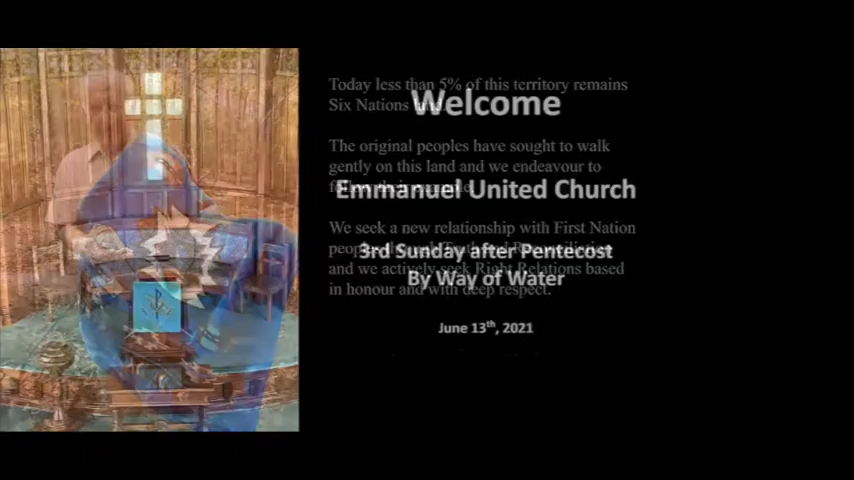 Today less than 5% of this territory remains
Six Nations land.
Welcome
The original peoples have sought to walk
gently on this land and we endeavour to
Emmanuel United Church
We seek a new relationship with First Nation
3rd Sunday after Pentecost
and we actively seek Right Relations based
By Way of Water
in honour and with deep respect.
June 13th, 2021